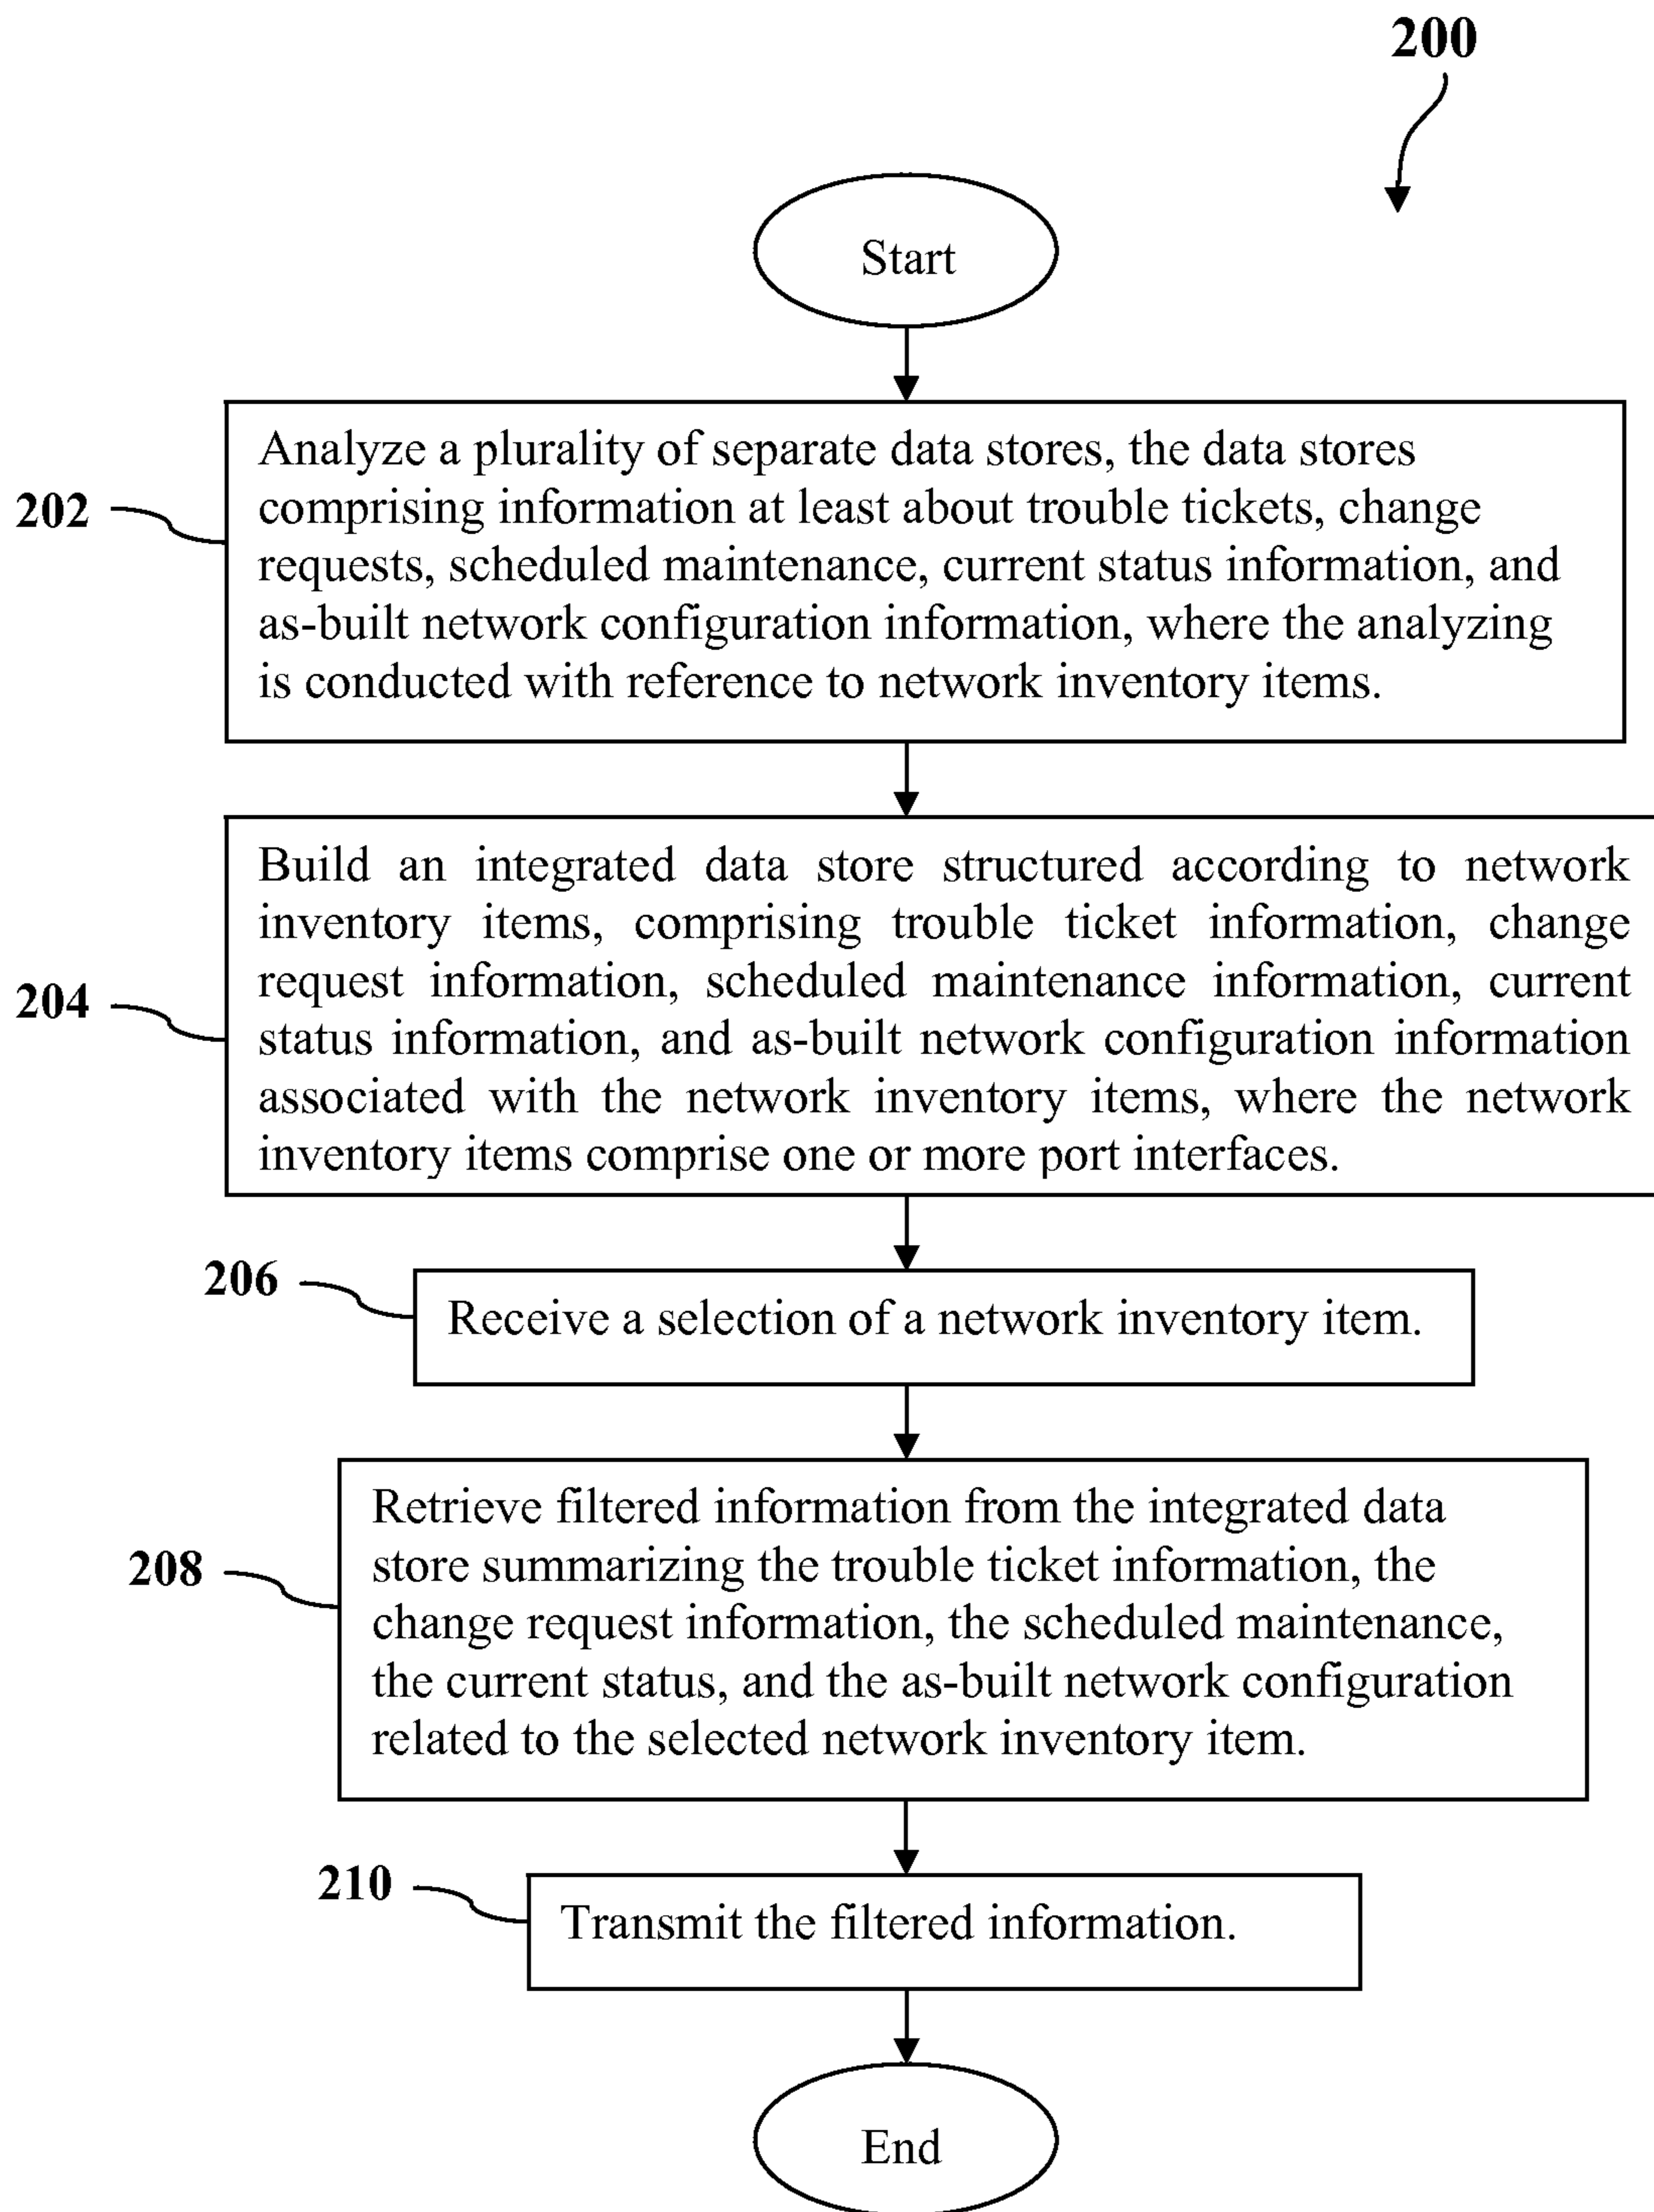 200
Start
202
Analyze a plurality of separate data stores, the data stores
comprising information at least about trouble tickets, change
requests, scheduled maintenance, current status information, and
as-built network configuration information, where the analyzing
is conducted with reference to network inventory items.
204
Build an integrated data store structured according to network
inventory items, comprising trouble ticket information, change
request information, scheduled maintenance information, current
status information, and as-built network configuration information
associated with the network inventory items, where the network
inventory items comprise one or more port interfaces.
206
Receive a selection of a network inventory item.
208
Retrieve filtered information from the integrated data
store summarizing the trouble ticket information, the
change request information, the scheduled maintenance,
the current status, and the as-built network configuration
related to the selected network inventory item.
210
Transmit the filtered information.
End